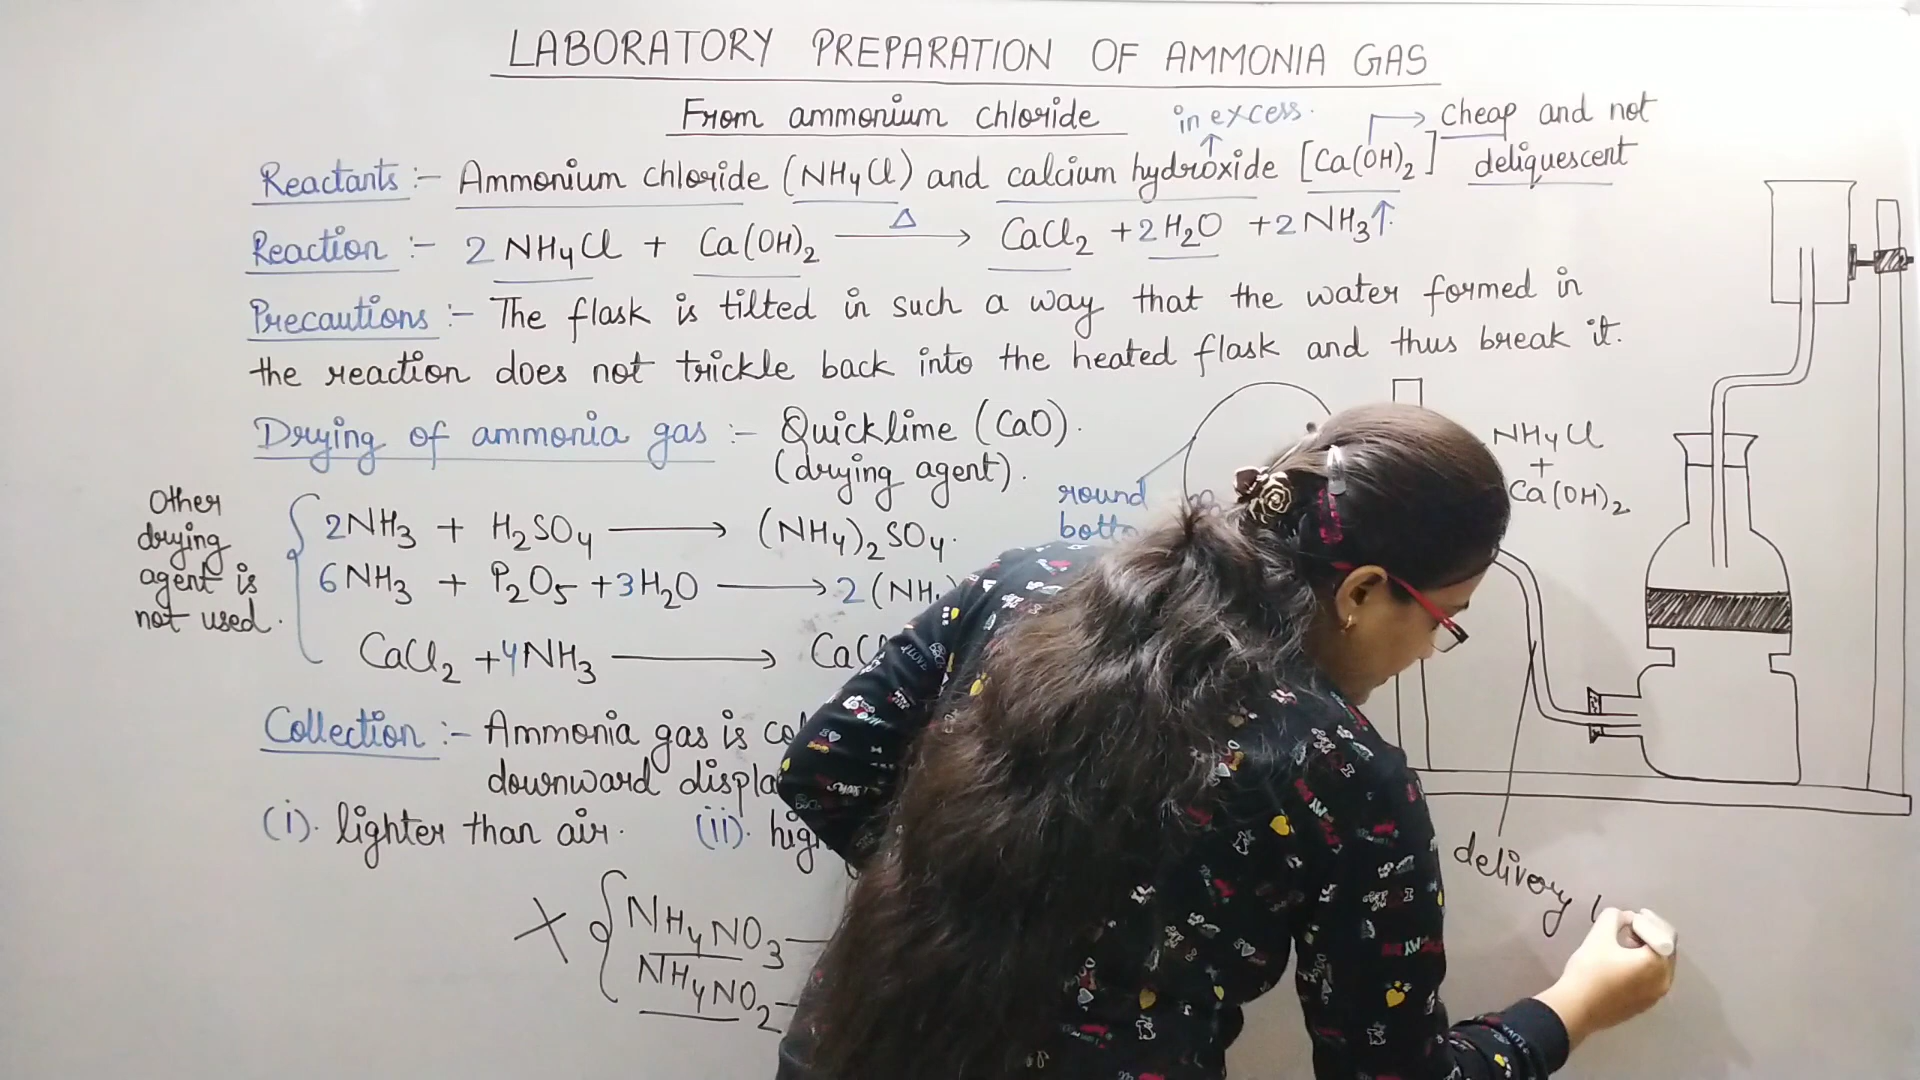 LABORATORY PREPARATION OF AMMONIA GAS
From ammonium chloride
in excess.
cheap and not
deliquescent
Reactants :- Ammonium chloride (NH4Cl) and calcium hydroxide [Ca(OH)2]
Δ
Reaction :- 2 NH4Cl + Ca(OH)2 → CaCl2 + 2H2O + 2NH3↑.
Precautions :- The flask is tilted in such a way that the water formed in
the reaction does not trickle back into the heated flask and thus break it.
Drying of ammonia gas :- Quicklime (CaO).
(drying agent).
Other
drying
agent is
not used.
2NH3 + H2SO4 → (NH4)2SO4.
6NH3 + P2O5 + 3H2O → 2(NH
CaCl2 + 4NH3 →
Collection :- Ammonia gas is
downward
(i). lighter than air. (ii).
X { NH4NO3
NH4NO2
round
NH4Cl
+
Ca(OH)2
delivery